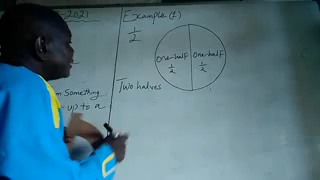 -2021
Example (1)
1
2
One-half One-half
1 1
2 2
Two halves
m Something
up to a